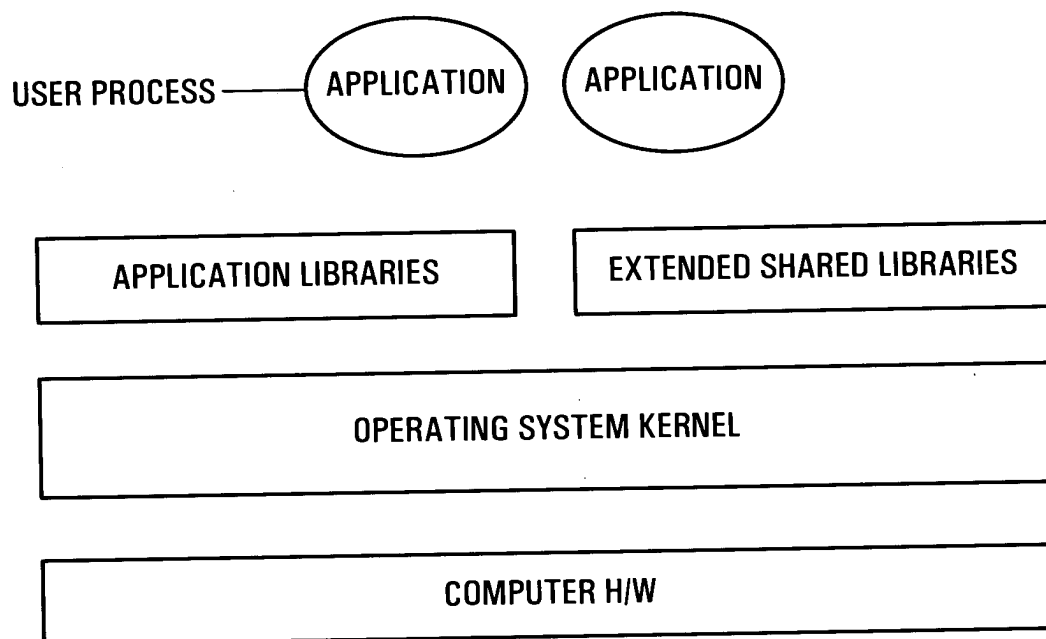 USER PROCESS
APPLICATION
APPLICATION
APPLICATION LIBRARIES
EXTENDED SHARED LIBRARIES
OPERATING SYSTEM KERNEL
COMPUTER H/W